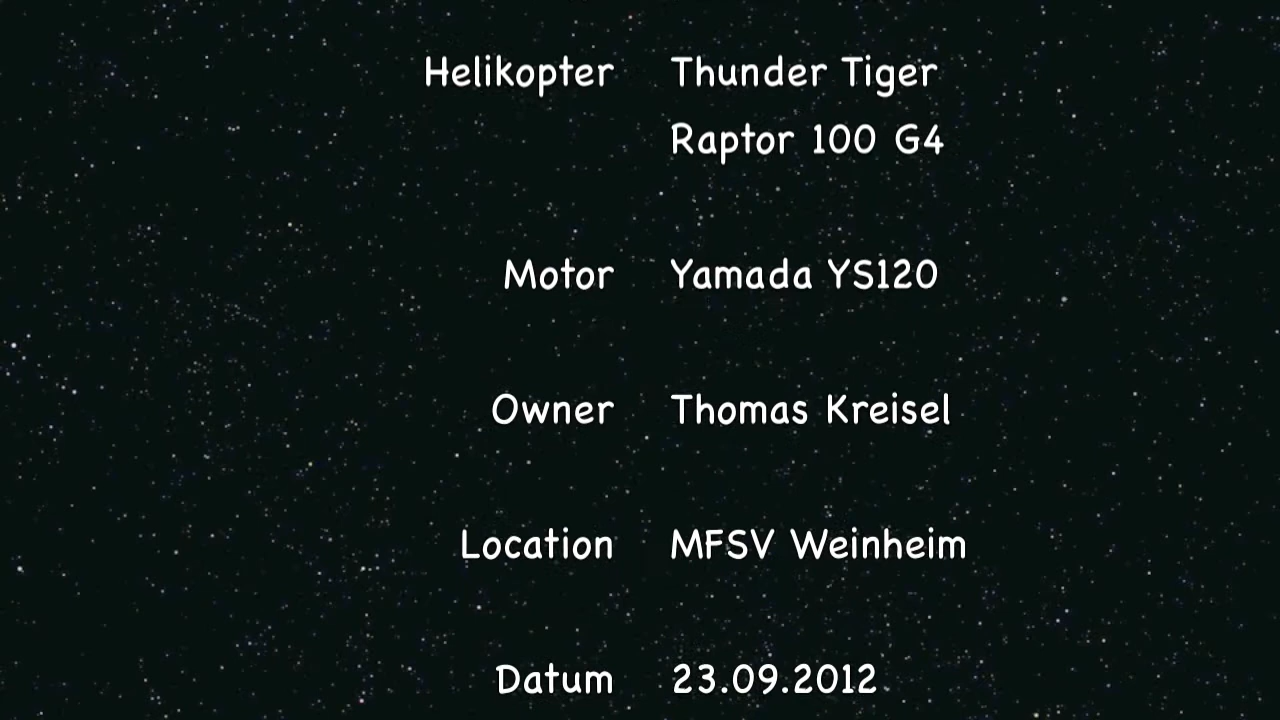 Helikopter Thunder Tiger
Raptor 100 G4
Motor Yamada YS120
Owner Thomas Kreisel
Location MFSV Weinheim
Datum 23.09.2012